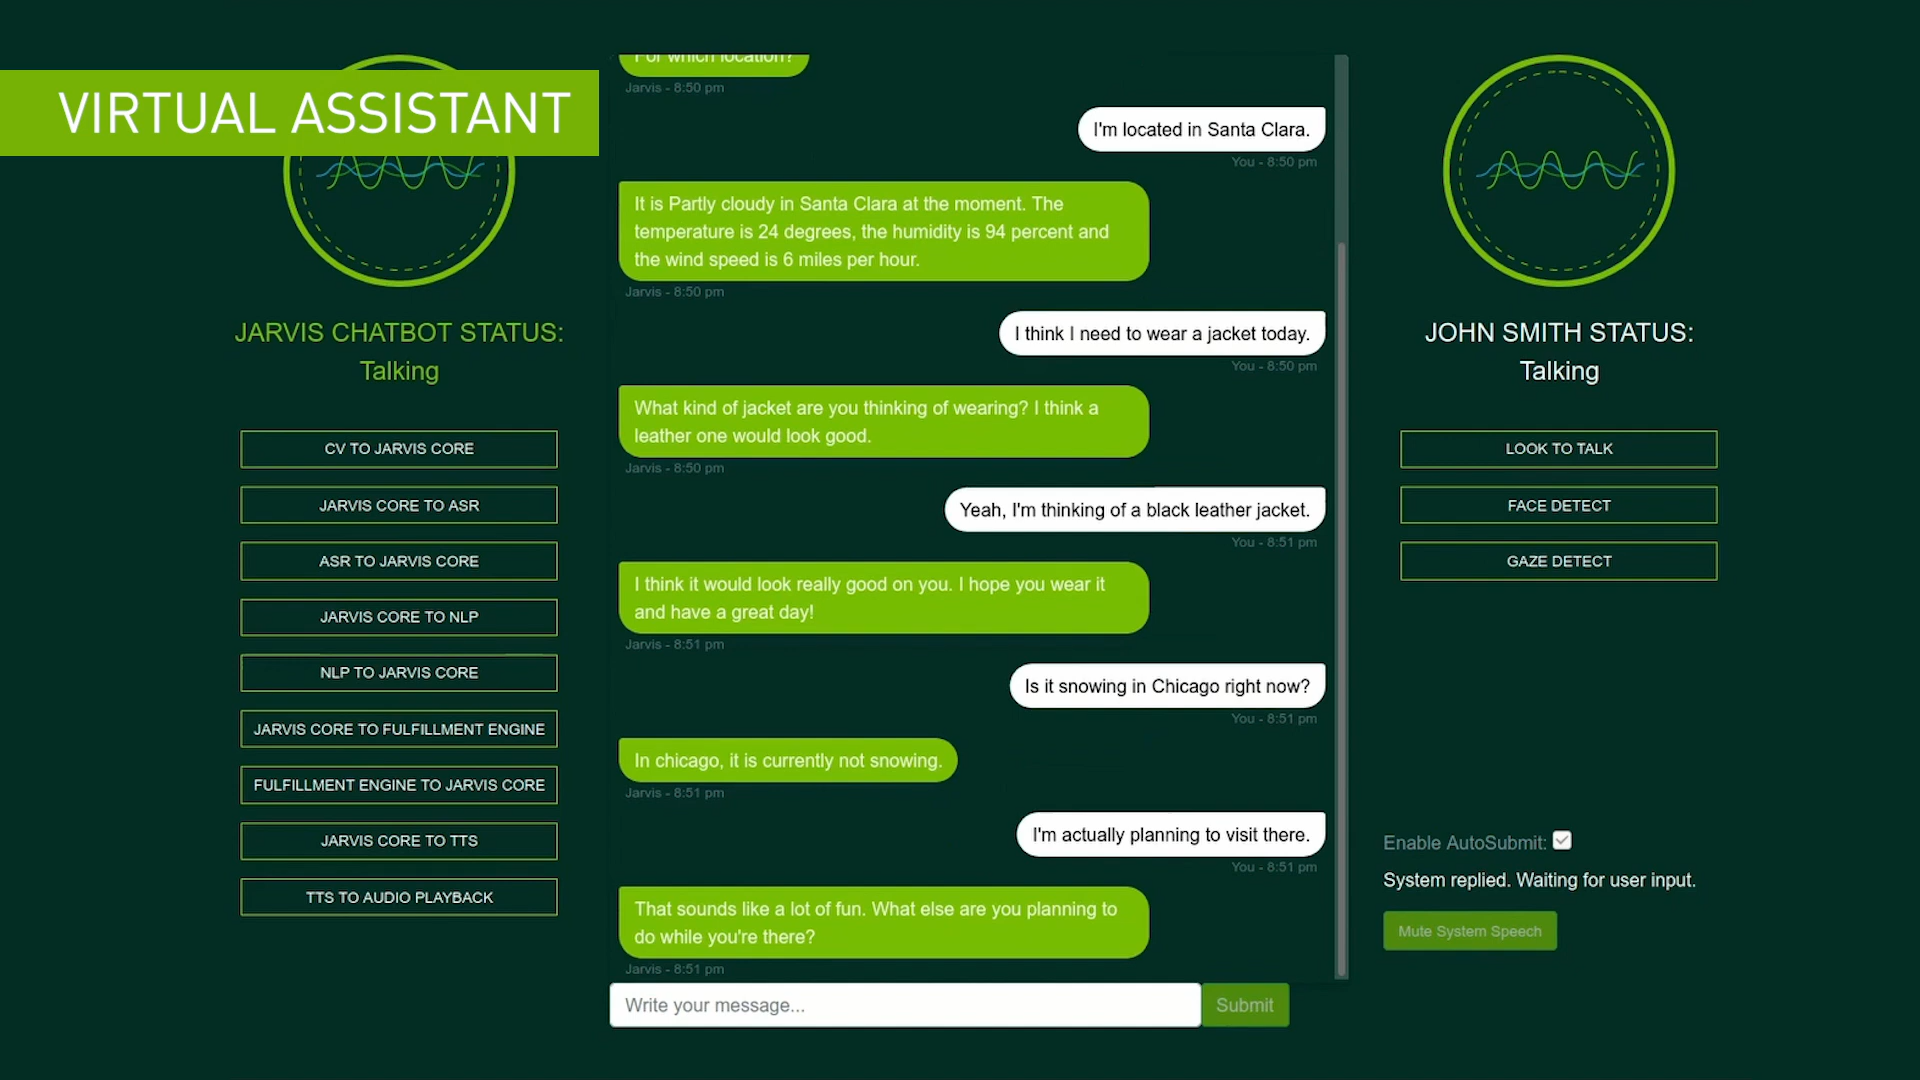 VIRTUAL ASSISTANT
JARVIS CHATBOT STATUS:
Talking
CV TO JARVIS CORE
JARVIS CORE TO ASR
ASR TO JARVIS CORE
JARVIS CORE TO NLP
NLP TO JARVIS CORE
JARVIS CORE TO FULFILLMENT ENGINE
FULFILLMENT ENGINE TO JARVIS CORE
JARVIS CORE TO TTS
TTS TO AUDIO PLAYBACK
For which location?
Jarvis - 8:50 pm
I'm located in Santa Clara.
You - 8:50 pm
It is Partly cloudy in Santa Clara at the moment. The
temperature is 24 degrees, the humidity is 94 percent and
the wind speed is 6 miles per hour.
Jarvis - 8:50 pm
I think I need to wear a jacket today.
You - 8:50 pm
What kind of jacket are you thinking of wearing? I think a
leather one would look good.
Jarvis - 8:50 pm
Yeah, I'm thinking of a black leather jacket.
You - 8:51 pm
I think it would look really good on you. I hope you wear it
and have a great day!
Jarvis - 8:51 pm
Is it snowing in Chicago right now?
You - 8:51 pm
In chicago, it is currently not snowing.
Jarvis - 8:51 pm
I'm actually planning to visit there.
You - 8:51 pm
That sounds like a lot of fun. What else are you planning to
do while you're there?
Jarvis - 8:51 pm
Write your message...
Submit
JOHN SMITH STATUS:
Talking
LOOK TO TALK
FACE DETECT
GAZE DETECT
Enable AutoSubmit:
System replied. Waiting for user input.
Mute System Speech